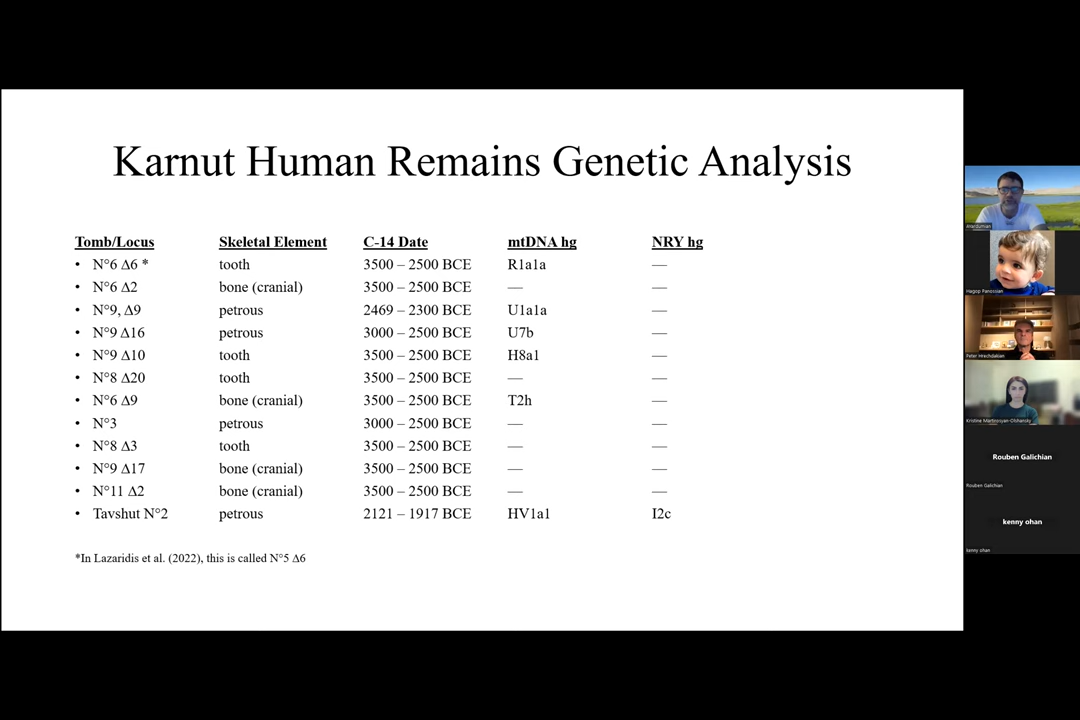 Karnut Human Remains Genetic Analysis
Tomb/Locus Skeletal Element C-14 Date mtDNA hg NRY hg
• N°6 Δ6 * tooth 3500 – 2500 BCE R1a1a —
• N°6 Δ2 bone (cranial) 3500 – 2500 BCE — —
• N°9, Δ9 petrous 2469 – 2300 BCE U1a1a —
• N°9 Δ16 petrous 3000 – 2500 BCE U7b —
• N°9 Δ10 tooth 3500 – 2500 BCE H8a1 —
• N°8 Δ20 tooth 3500 – 2500 BCE — —
• N°6 Δ9 bone (cranial) 3500 – 2500 BCE T2h —
• N°3 petrous 3000 – 2500 BCE — —
• N°8 Δ3 tooth 3500 – 2500 BCE — —
• N°9 Δ17 bone (cranial) 3500 – 2500 BCE — —
• N°11 Δ2 bone (cranial) 3500 – 2500 BCE — —
• Tavshut N°2 petrous 2121 – 1917 BCE HV1a1 I2c
*In Lazaridis et al. (2022), this is called N°5 Δ6
Hagop Panossian
Peter Hrechdakian
Kristine Martirosyan-Olshansky
Rouben Galichian
Rouben Galichian
kenny ohan
kenny ohan